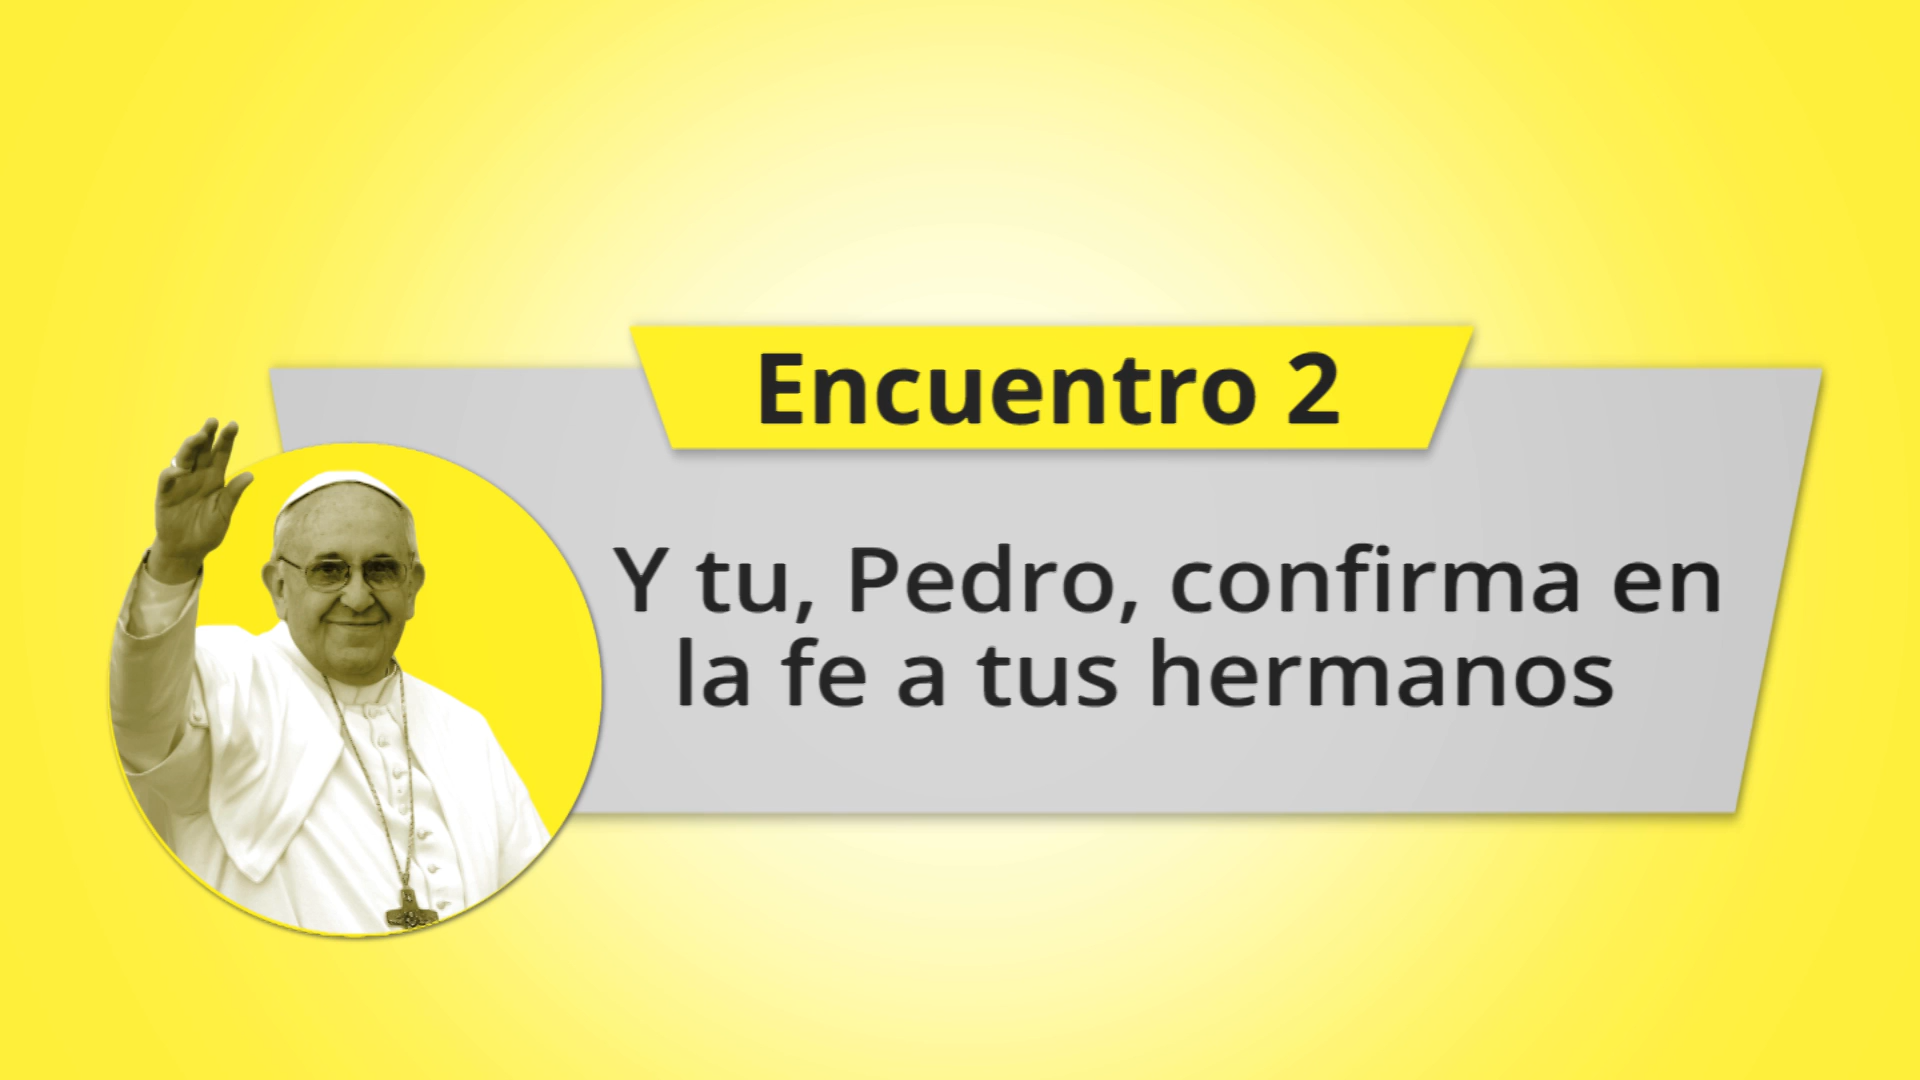 Encuentro 2
Y tu, Pedro, confirma en
la fe a tus hermanos